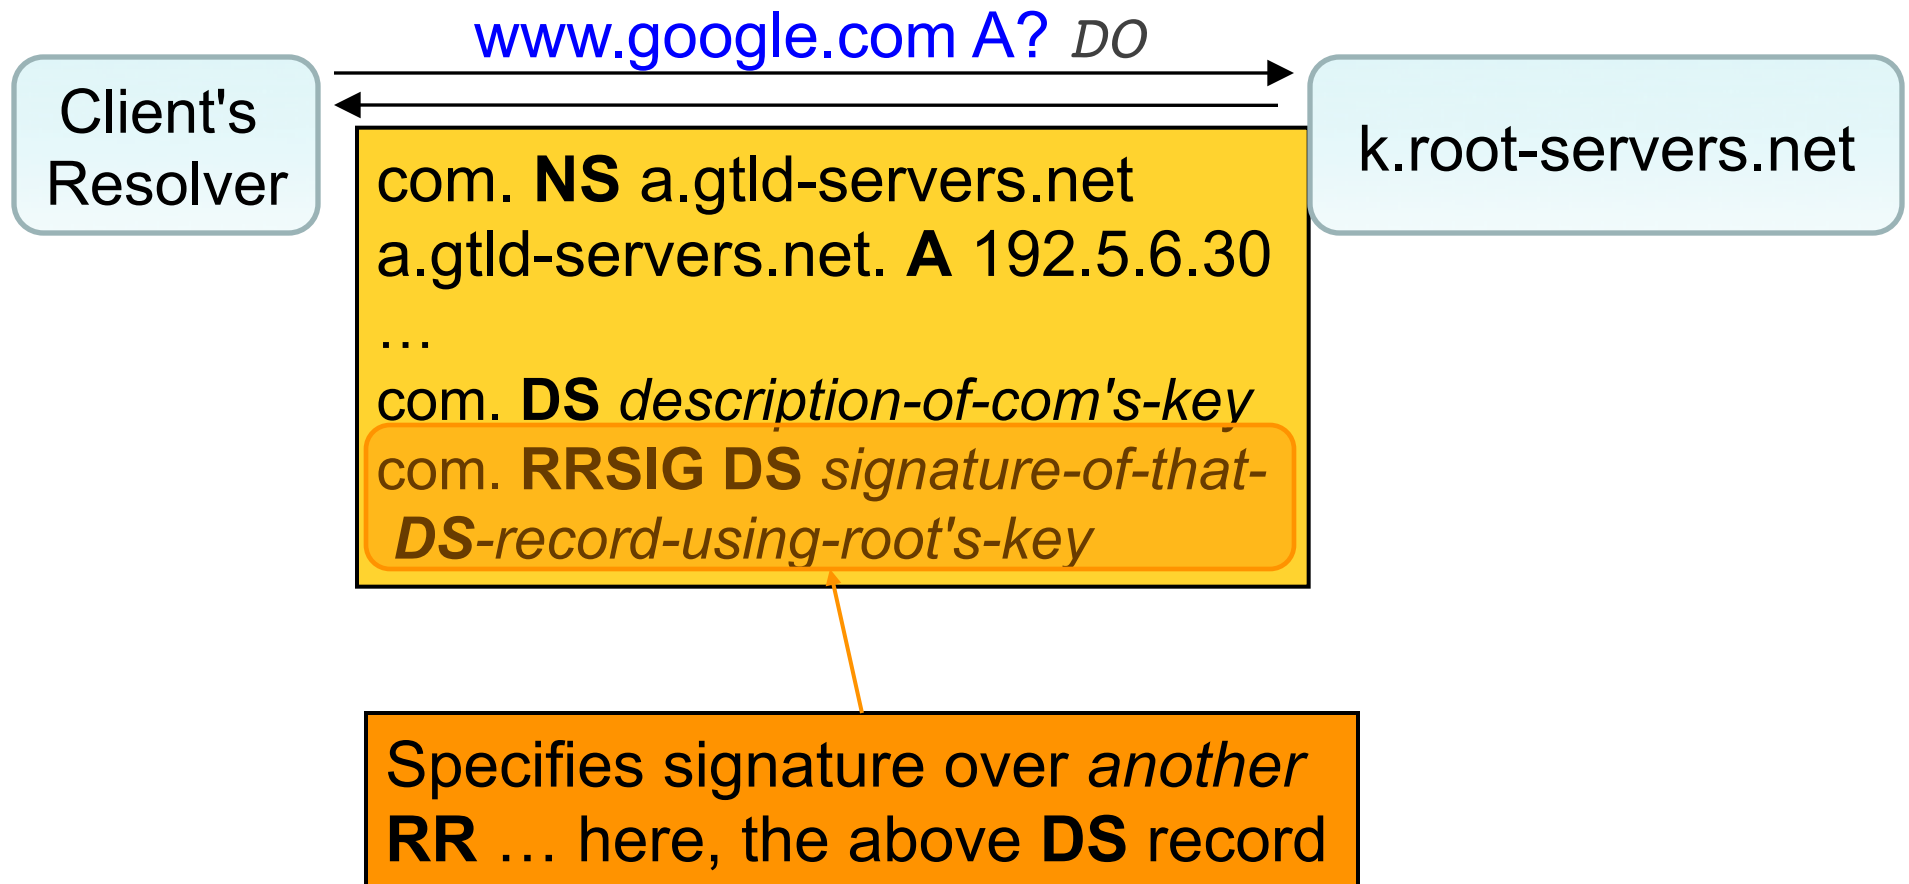 www.google.com A? DO
Client's
Resolver
k.root-servers.net
com. NS a.gtld-servers.net
a.gtld-servers.net. A 192.5.6.30
…
com. DS description-of-com's-key
com. RRSIG DS signature-of-that-
DS-record-using-root's-key
Specifies signature over another
RR … here, the above DS record